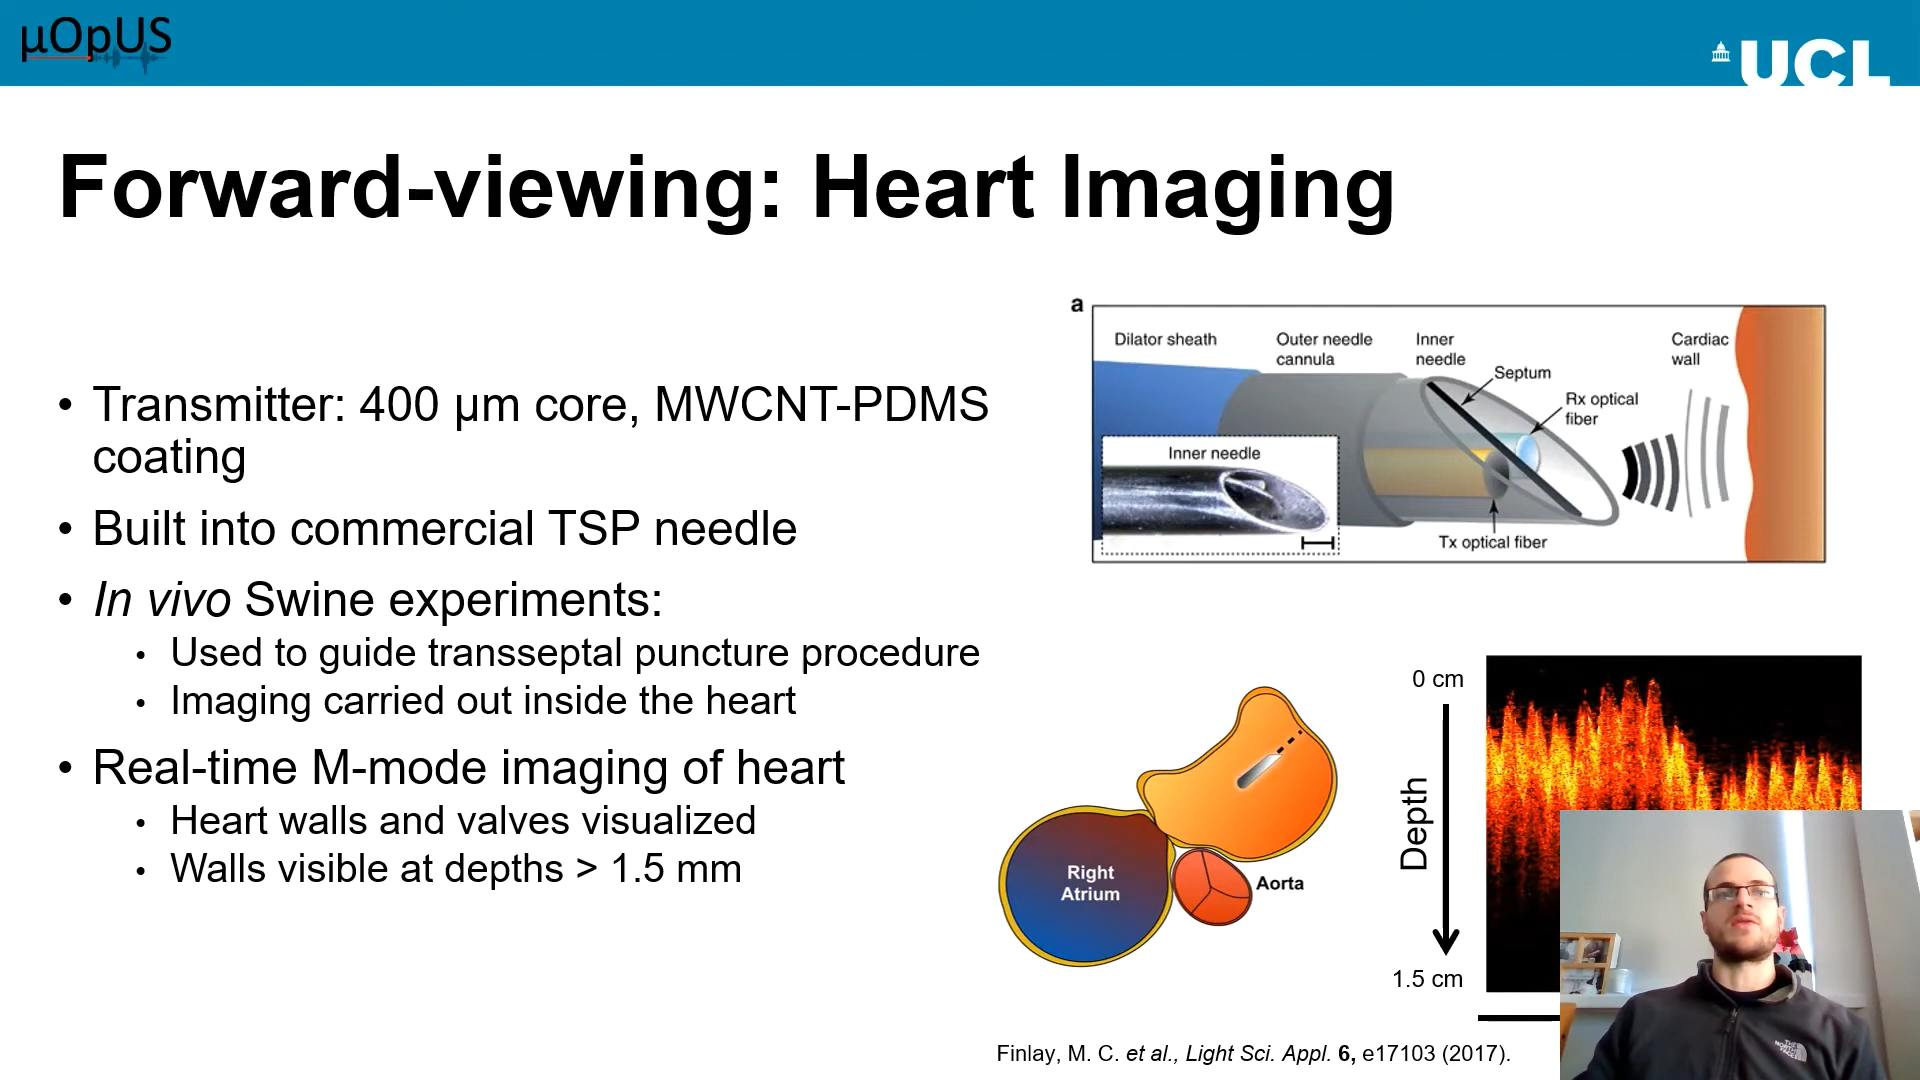 µOpUS
UCL
Forward-viewing: Heart Imaging
• Transmitter: 400 µm core, MWCNT-PDMS
coating
• Built into commercial TSP needle
• In vivo Swine experiments:
• Used to guide transseptal puncture procedure
• Imaging carried out inside the heart
• Real-time M-mode imaging of heart
• Heart walls and valves visualized
• Walls visible at depths > 1.5 mm
a
Dilator sheath
Outer needle
cannula
Inner
needle
Septum
Rx optical
fiber
Cardiac
wall
Inner needle
Tx optical fiber
Right
Atrium
Aorta
0 cm
Depth
1.5 cm
Finlay, M. C. et al., Light Sci. Appl. 6, e17103 (2017).
THE
NORTH
FACE